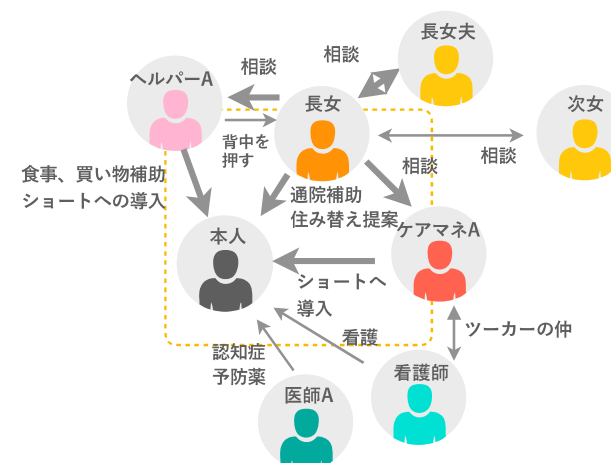 長女夫
相談
ヘルパーA
相談
長女
次女
背中を
押す
相談
相談
食事、買い物補助
ショートへの導入
通院補助
住み替え提案
ケアマネA
本人
ショートへ
導入
看護
ツーカーの仲
認知症
予防薬
看護師
医師A